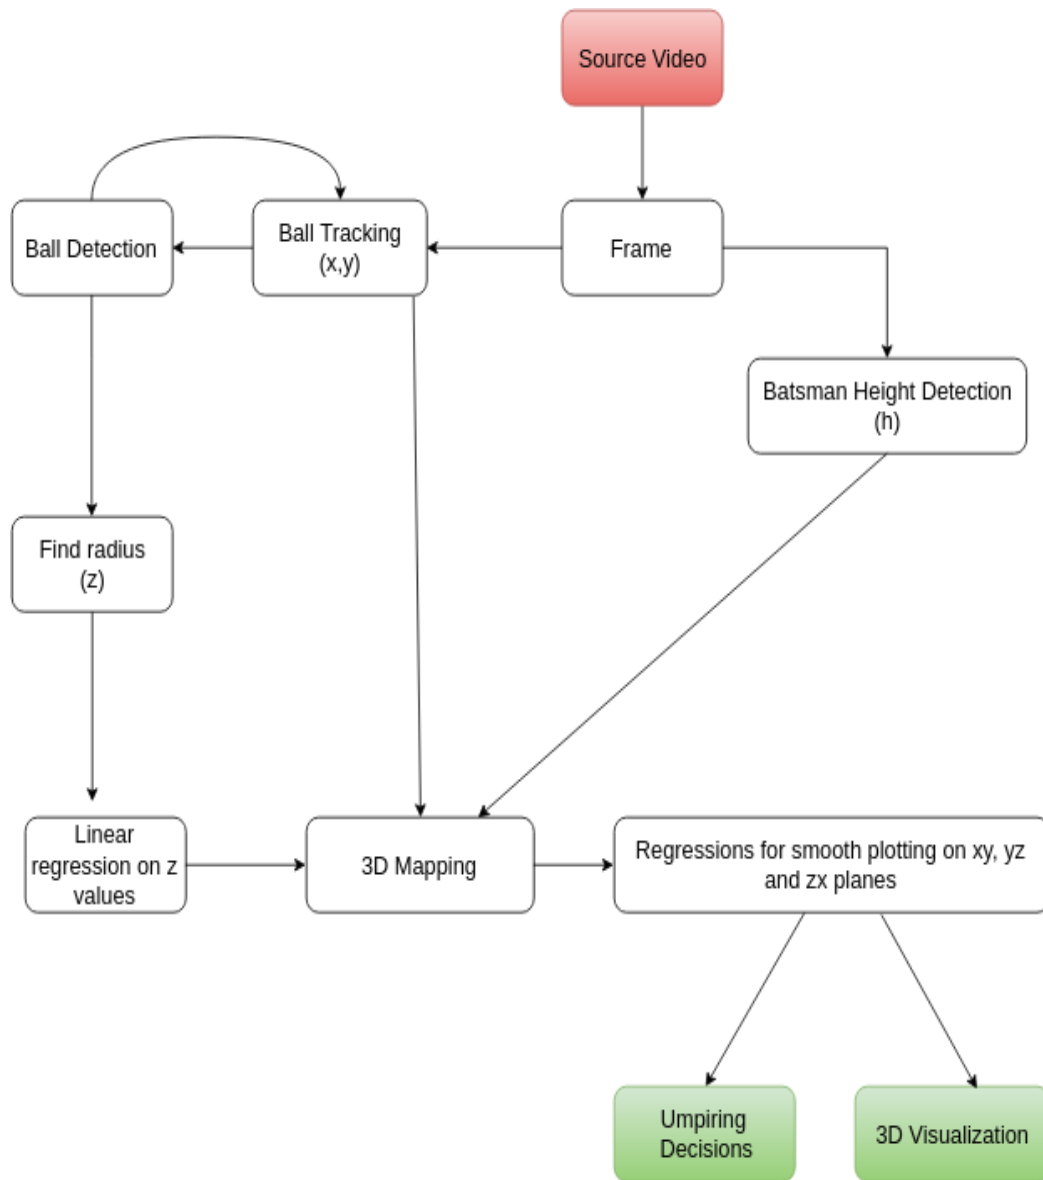 Source Video
Ball Detection
Ball Tracking
(x,y)
Frame
Batsman Height Detection
(h)
Find radius
(z)
Linear
regression on z
values
3D Mapping
Regressions for smooth plotting on xy, yz
and zx planes
Umpiring
Decisions
3D Visualization